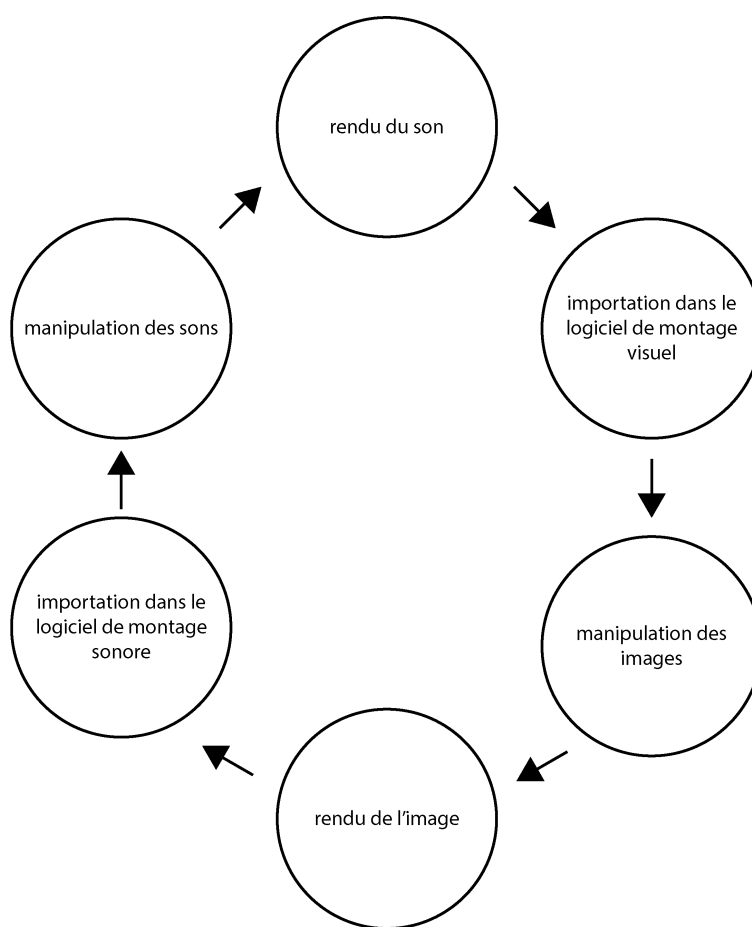 rendu du son
importation dans le
logiciel de montage
visuel
manipulation des
images
rendu de l’image
importation dans le
logiciel de montage
sonore
manipulation des sons